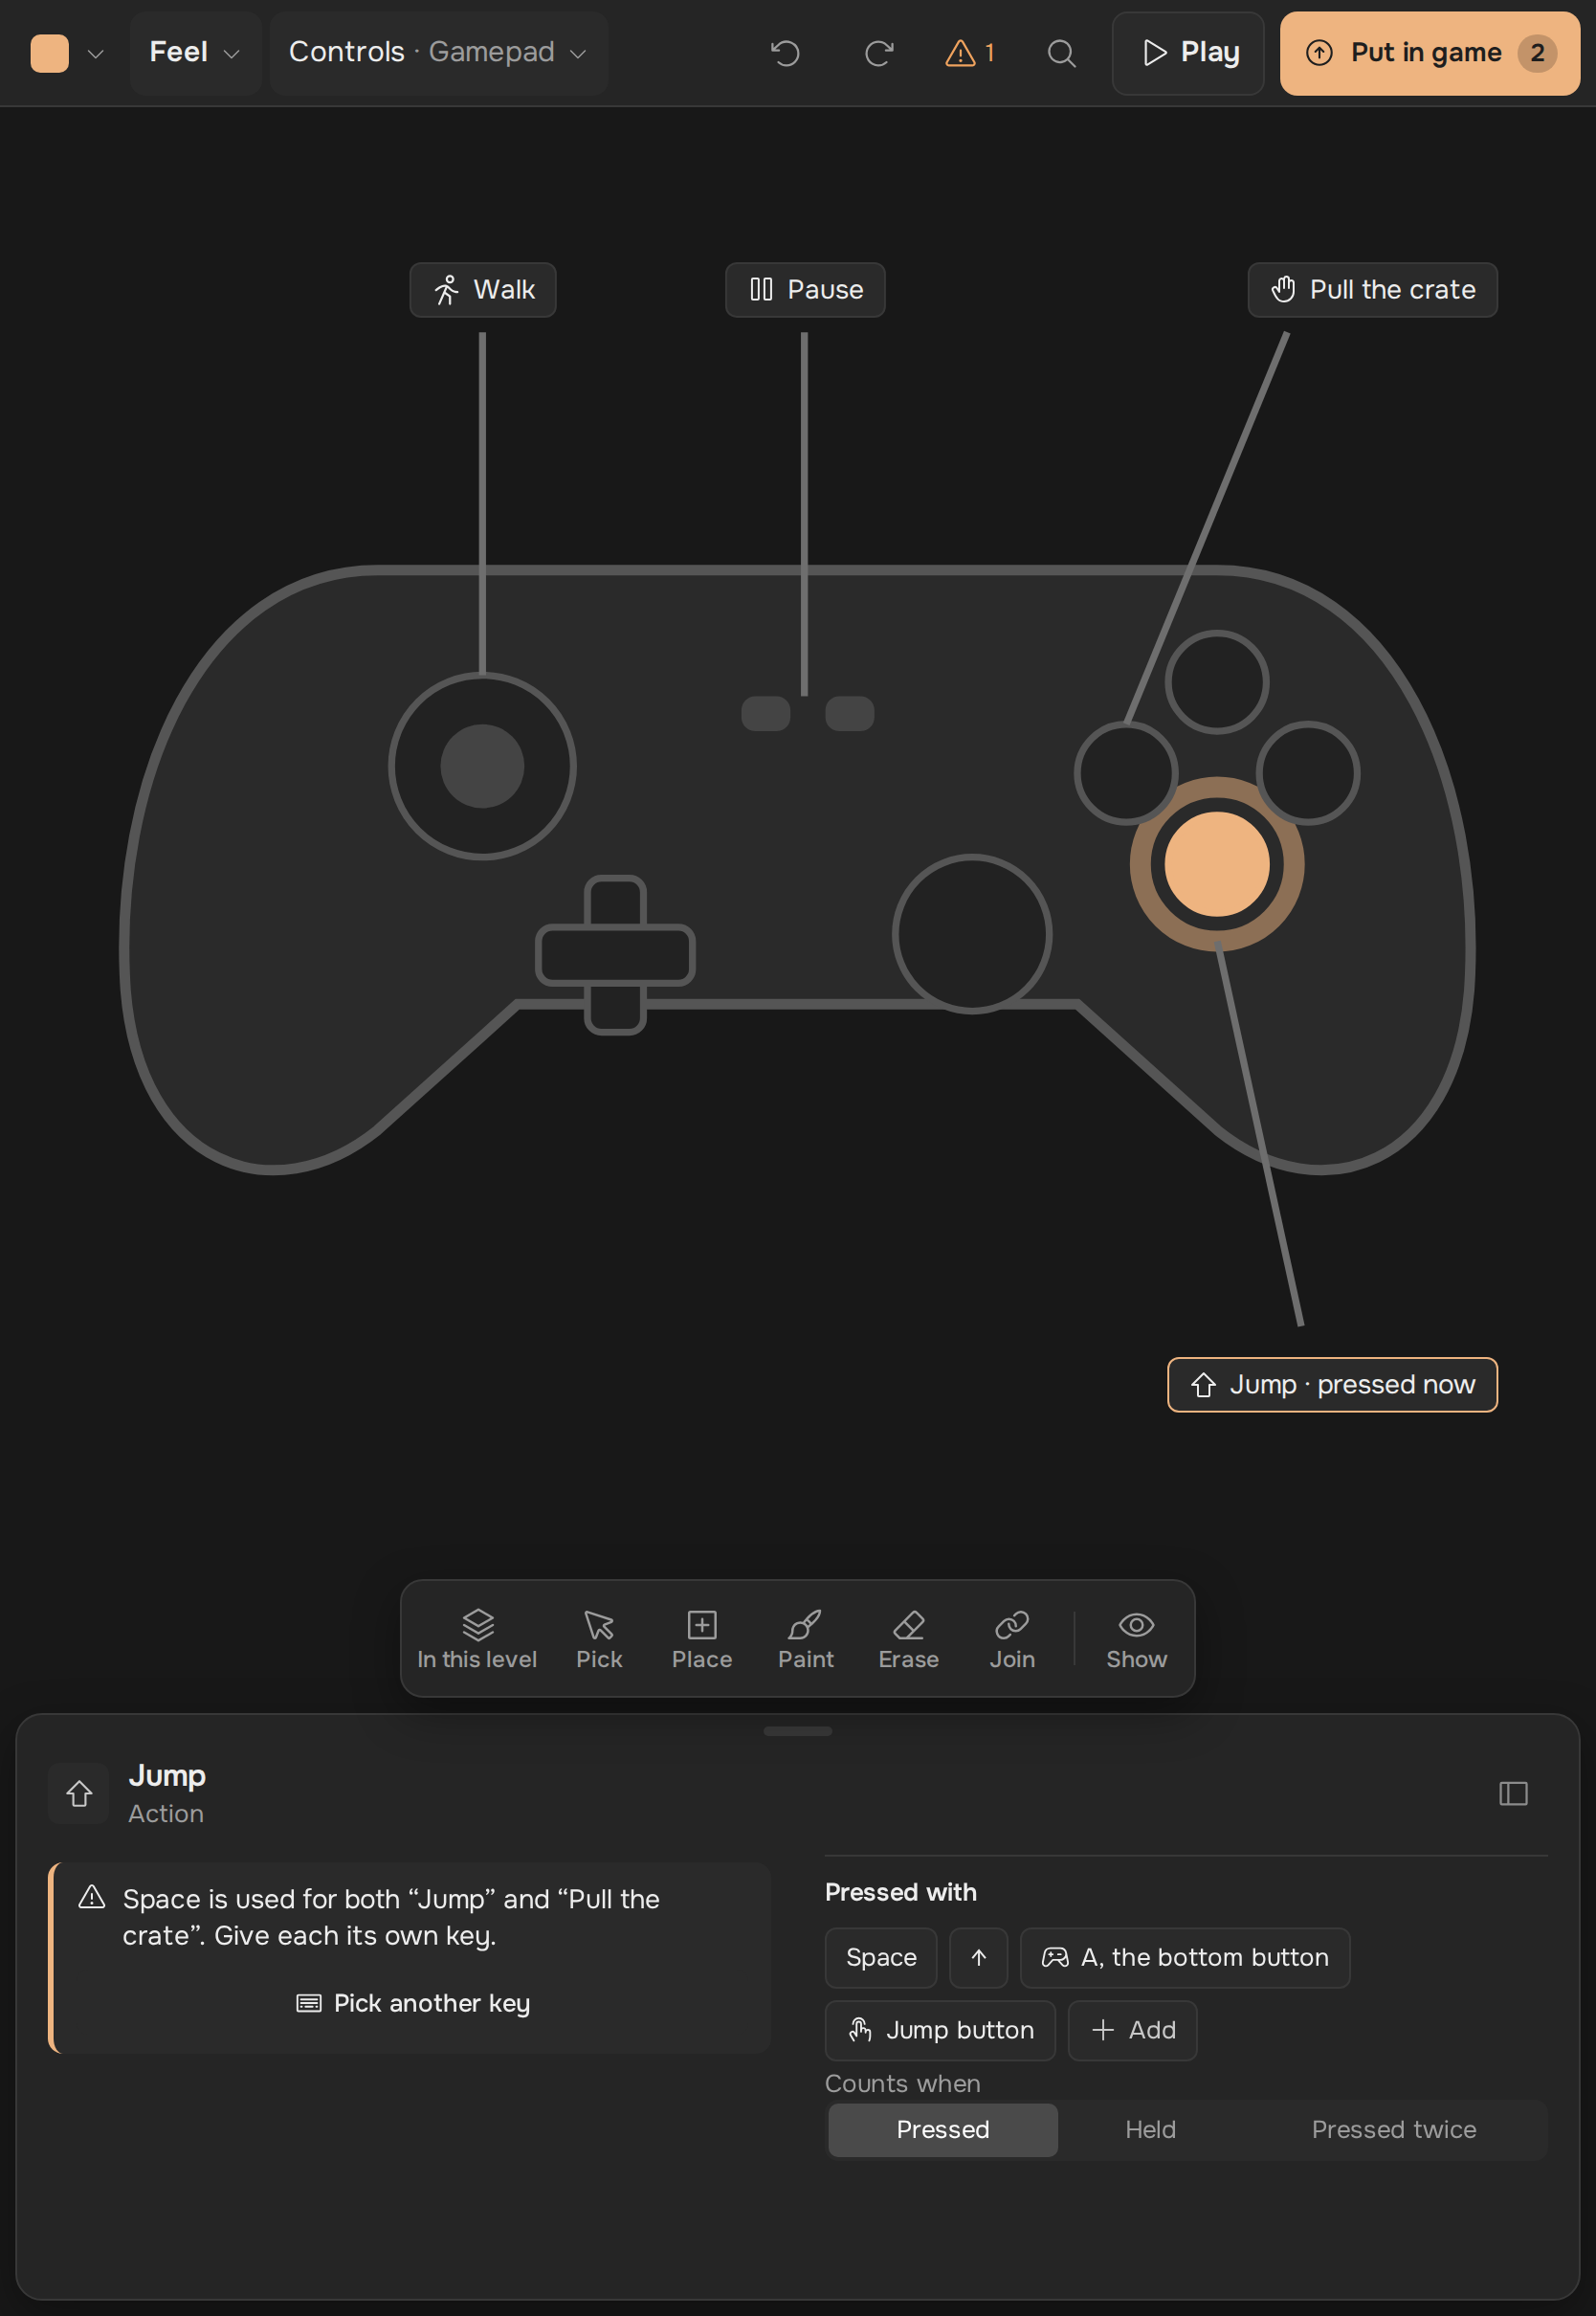 Feel
Controls · Gamepad
1
Play
Put in game 2
Walk
Pause
Pull the crate
Jump · pressed now
In this level
Pick
Place
Paint
Erase
Join
Show
Jump
Action
Space is used for both “Jump” and “Pull the
crate”. Give each its own key.
Pick another key
Pressed with
Space
A, the bottom button
Jump button
Add
Counts when
Pressed
Held
Pressed twice